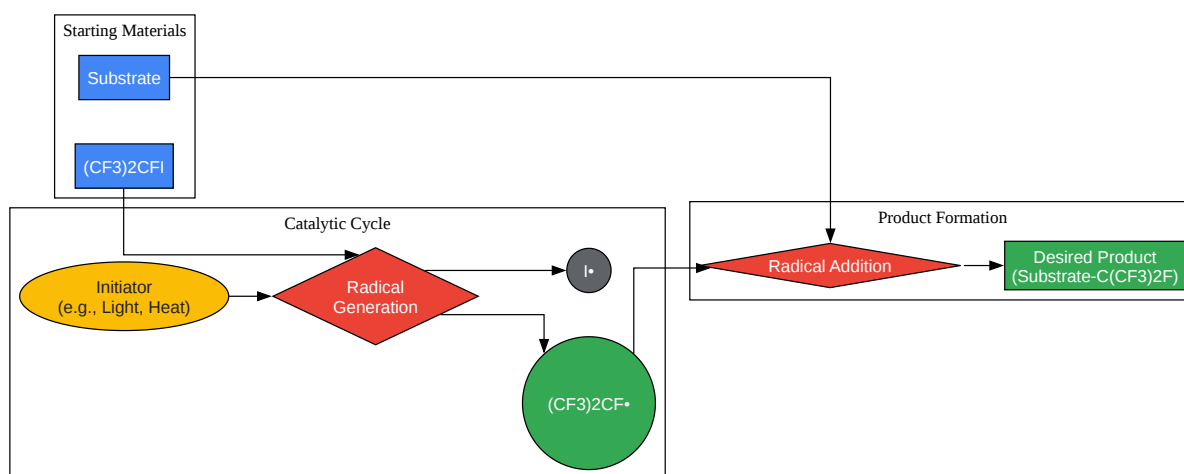 Starting Materials
Substrate
(CF3)2CFI
Catalytic Cycle
Initiator
(e.g., Light, Heat)
Radical
Generation
I•
(CF3)2CF•
Product Formation
Radical Addition
Desired Product
(Substrate-C(CF3)2F)